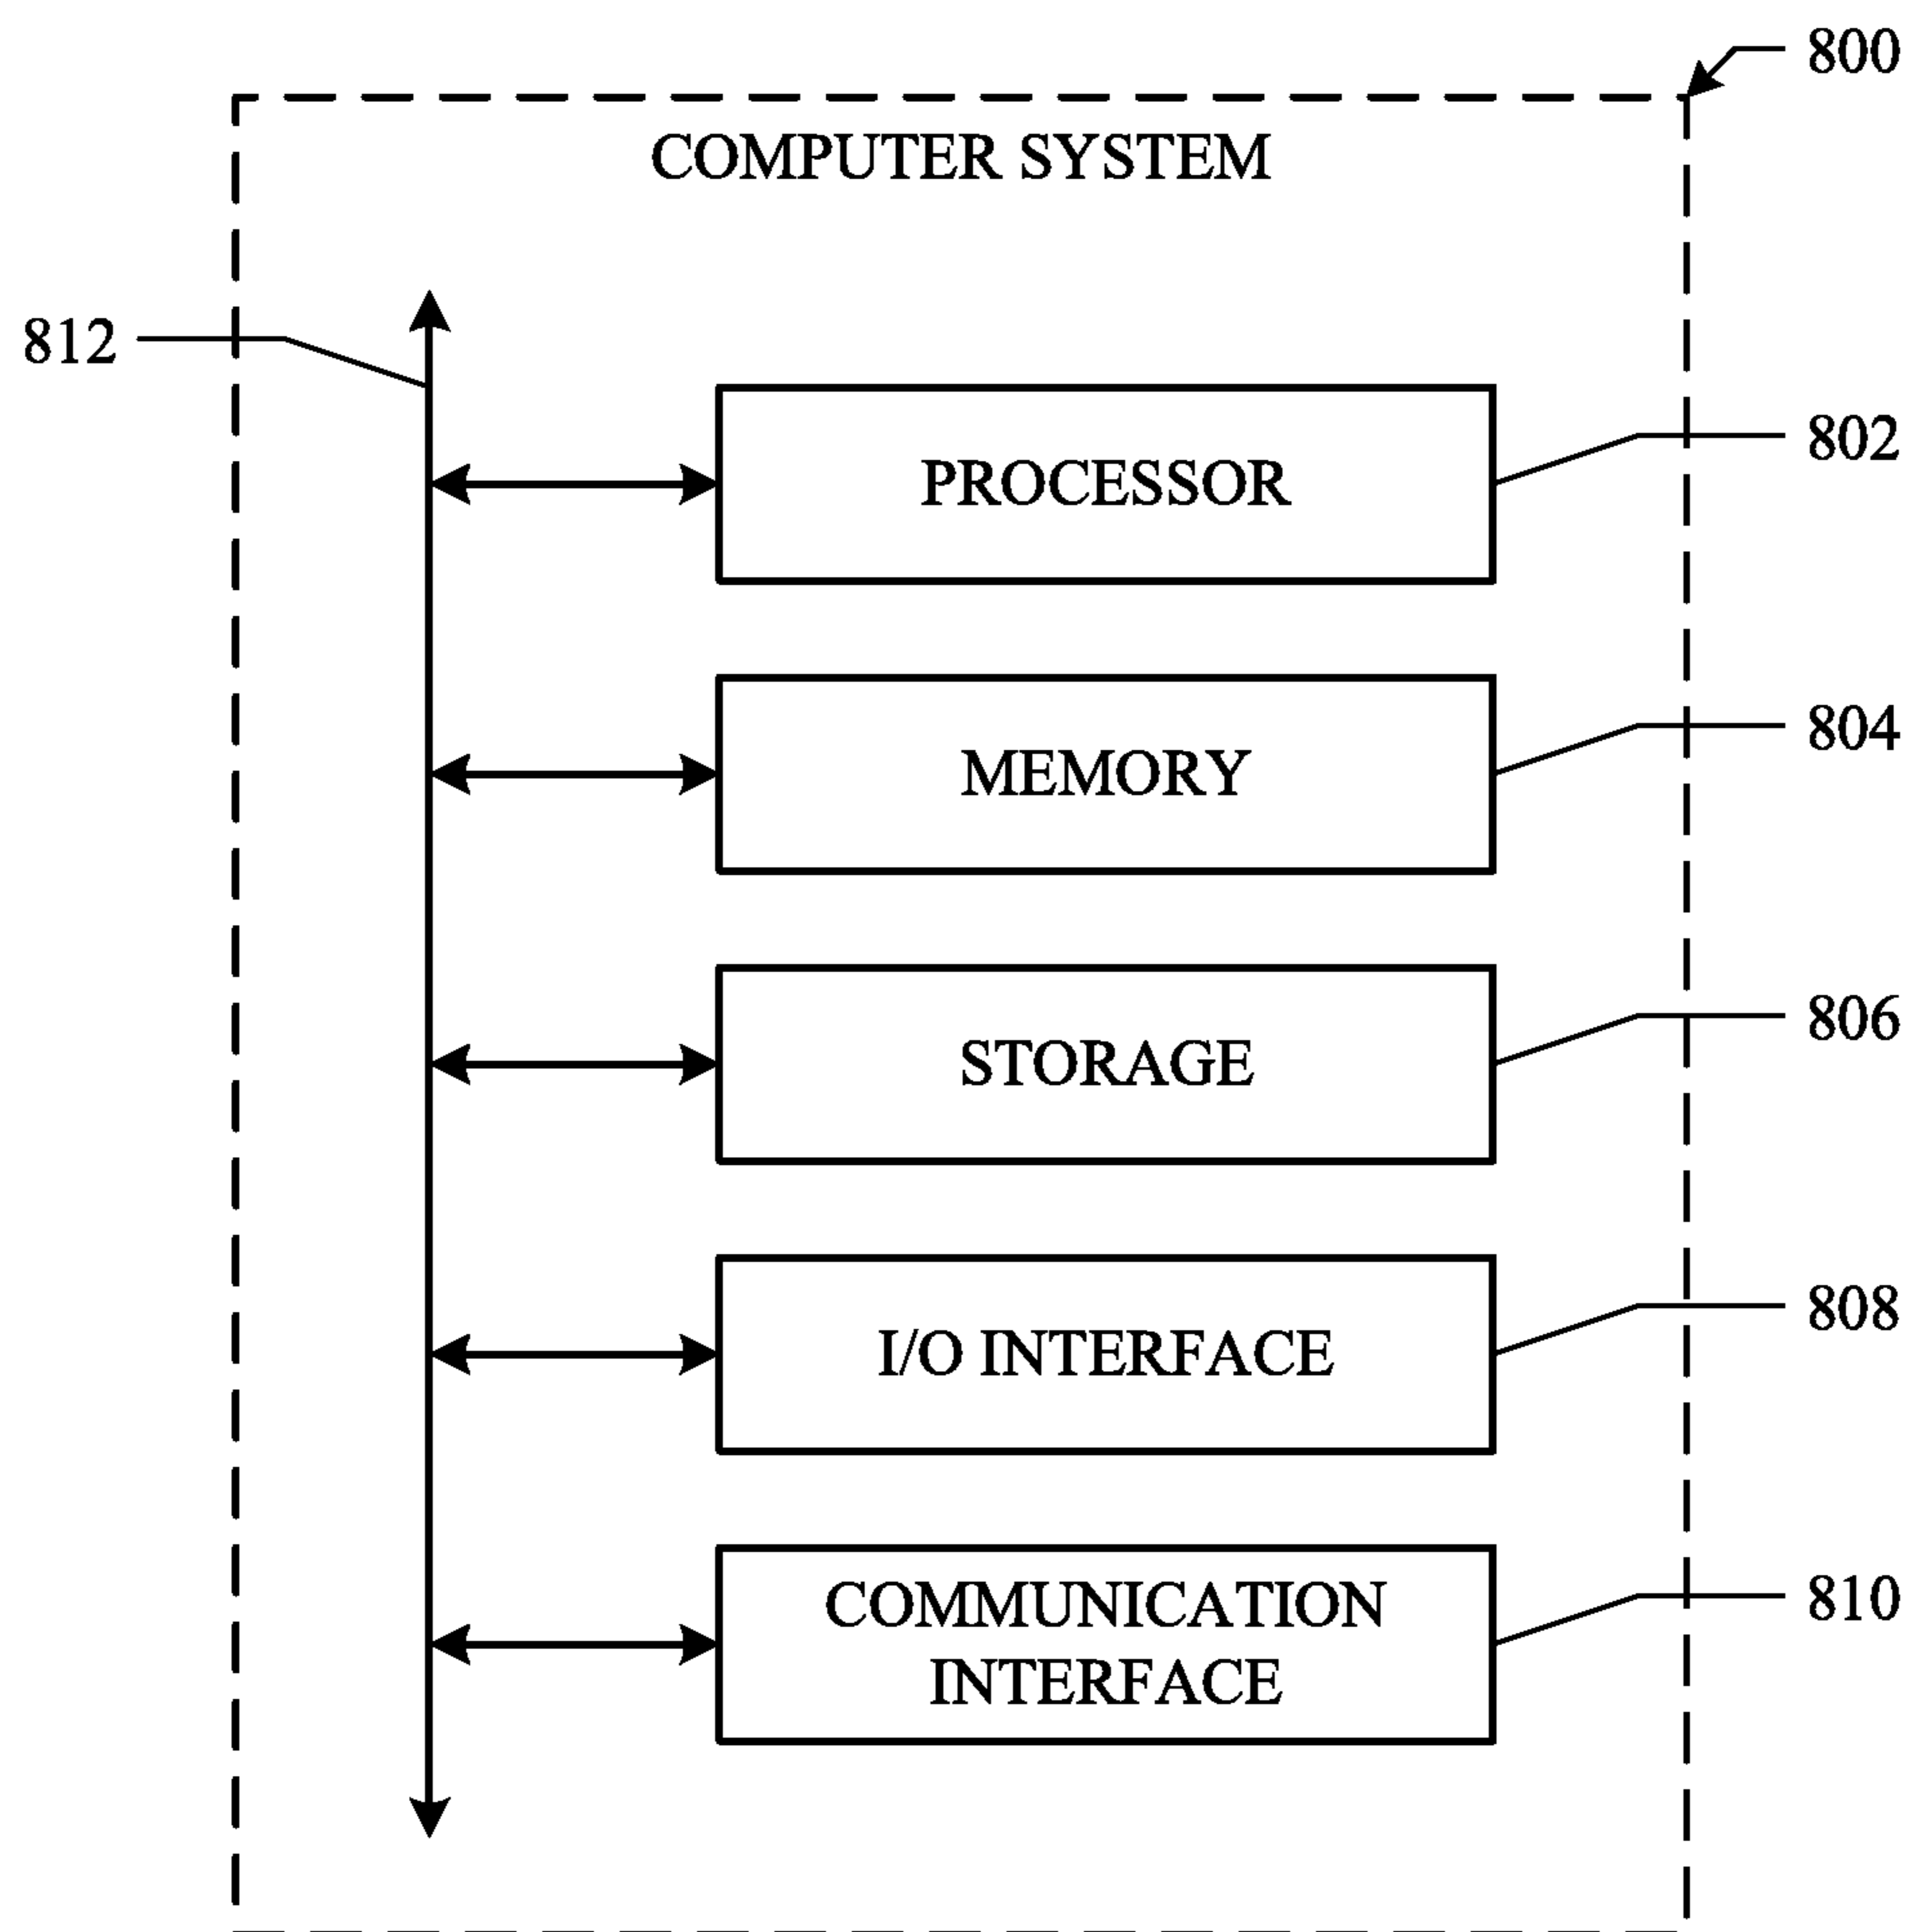 800
COMPUTER SYSTEM
812
802
PROCESSOR
804
MEMORY
806
STORAGE
808
I/O INTERFACE
810
COMMUNICATION
INTERFACE